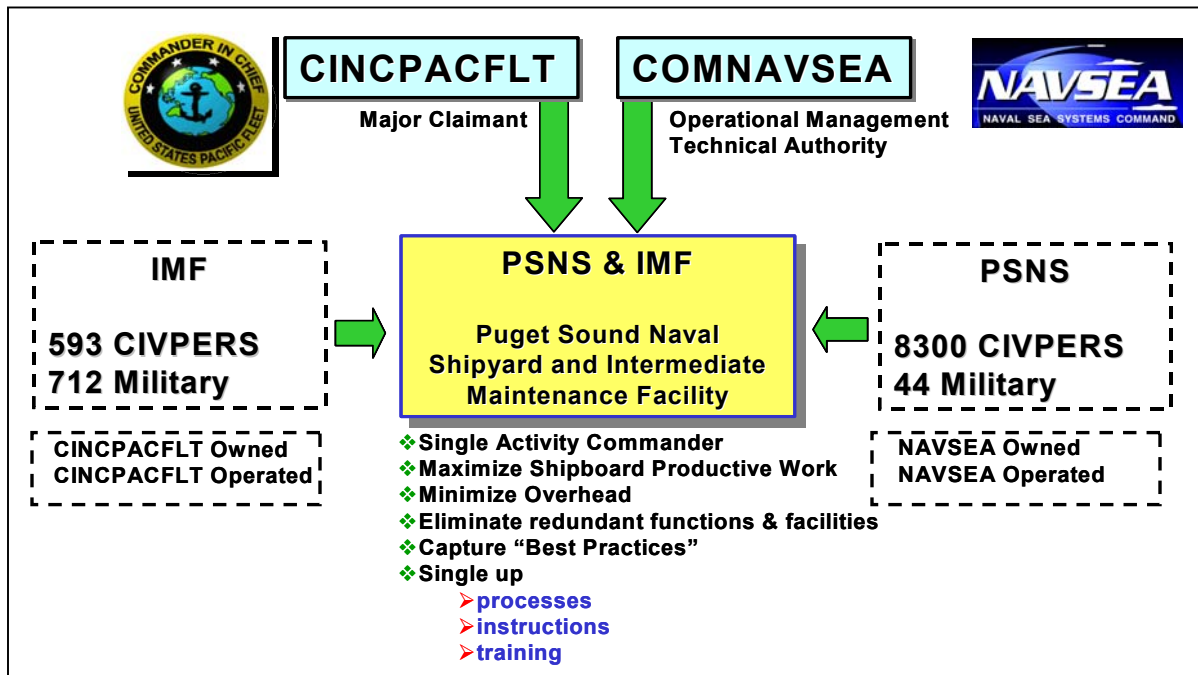 COMMANDER IN CHIEF
UNITED STATES PACIFIC FLEET
CINCPACFLT
COMNAVSEA
NAVSEA
NAVAL SEA SYSTEMS COMMAND
Major Claimant
Operational Management
Technical Authority
IMF
593 CIVPERS
712 Military
CINCPACFLT Owned
CINCPACFLT Operated
PSNS & IMF
Puget Sound Naval
Shipyard and Intermediate
Maintenance Facility
PSNS
8300 CIVPERS
44 Military
NAVSEA Owned
NAVSEA Operated
❖Single Activity Commander
❖Maximize Shipboard Productive Work
❖Minimize Overhead
❖Eliminate redundant functions & facilities
❖Capture “Best Practices”
❖Single up
➢processes
➢instructions
➢training